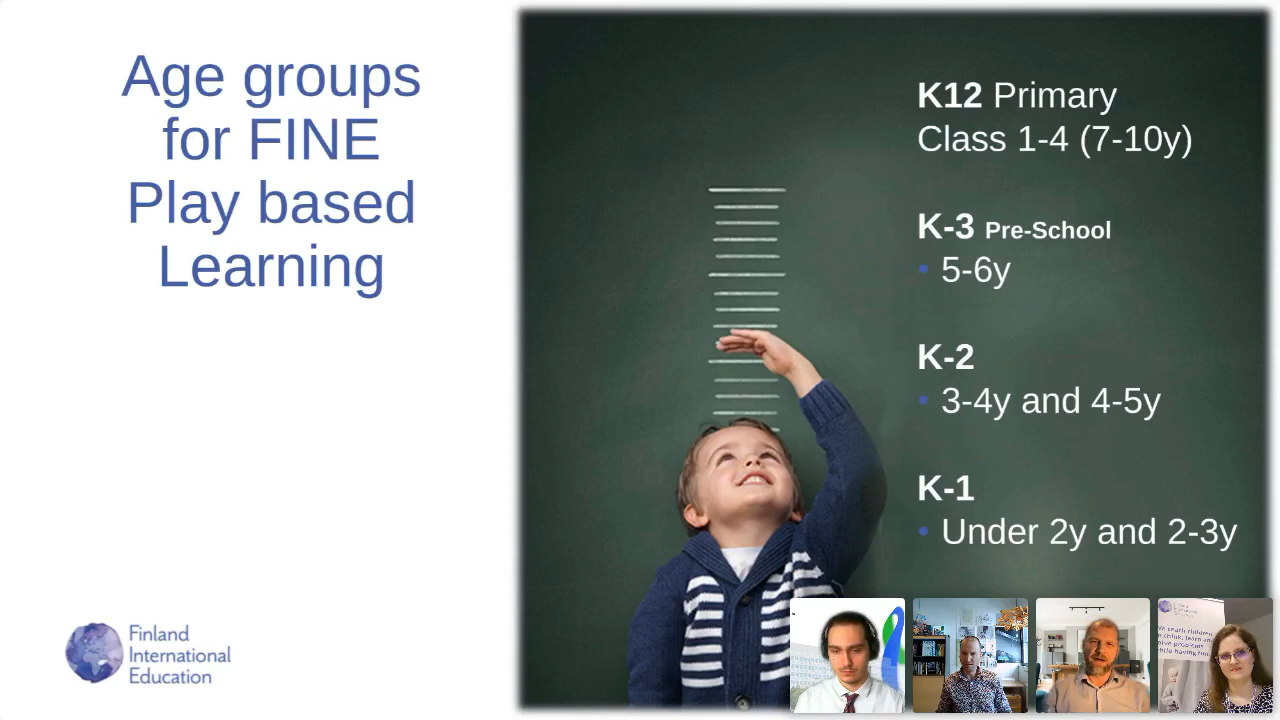 Age groups
for FINE
Play based
Learning
K12 Primary
Class 1-4 (7-10y)
K-3 Pre-School
• 5-6y
K-2
• 3-4y and 4-5y
K-1
• Under 2y and 2-3y
Finland
International
Education